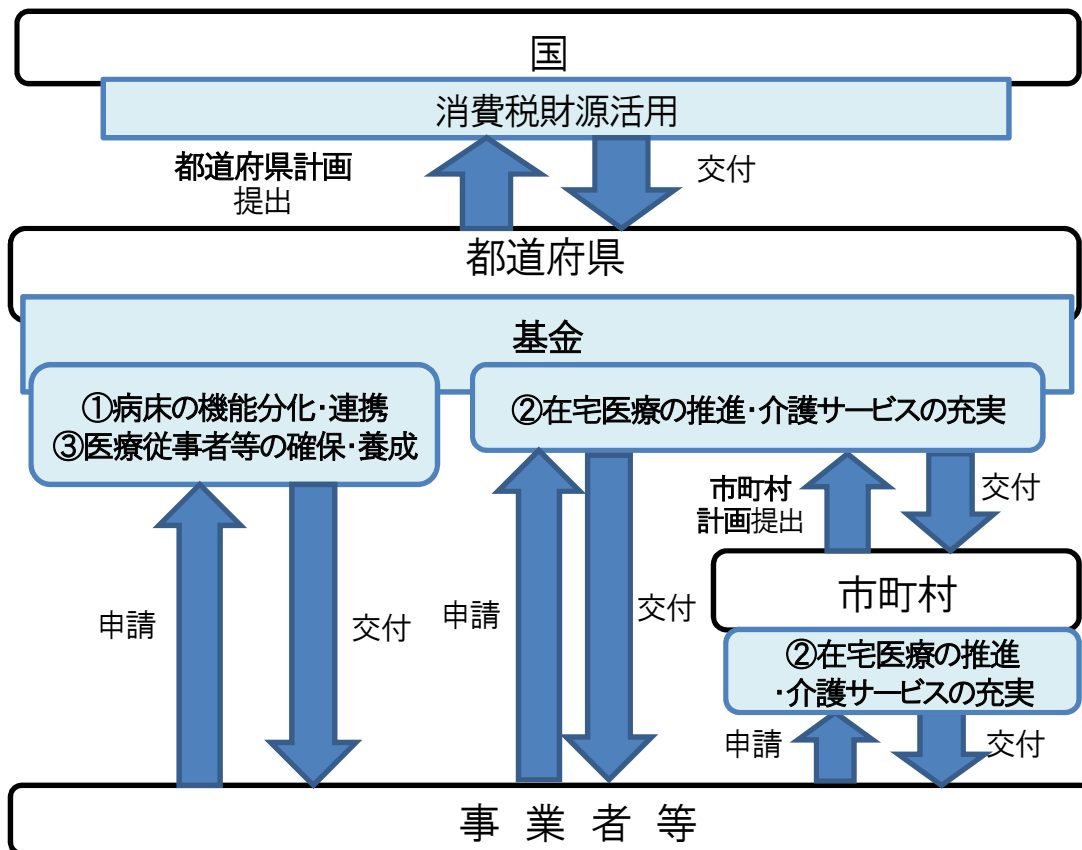 国
消費税財源活用
都道府県計画
提出
交付
都道府県
基金
①病床の機能分化・連携
③医療従事者等の確保・養成
②在宅医療の推進・介護サービスの充実
市町村
計画提出
交付
市町村
②在宅医療の推進
・介護サービスの充実
申請
交付
申請
交付
申請
交付
事業者等